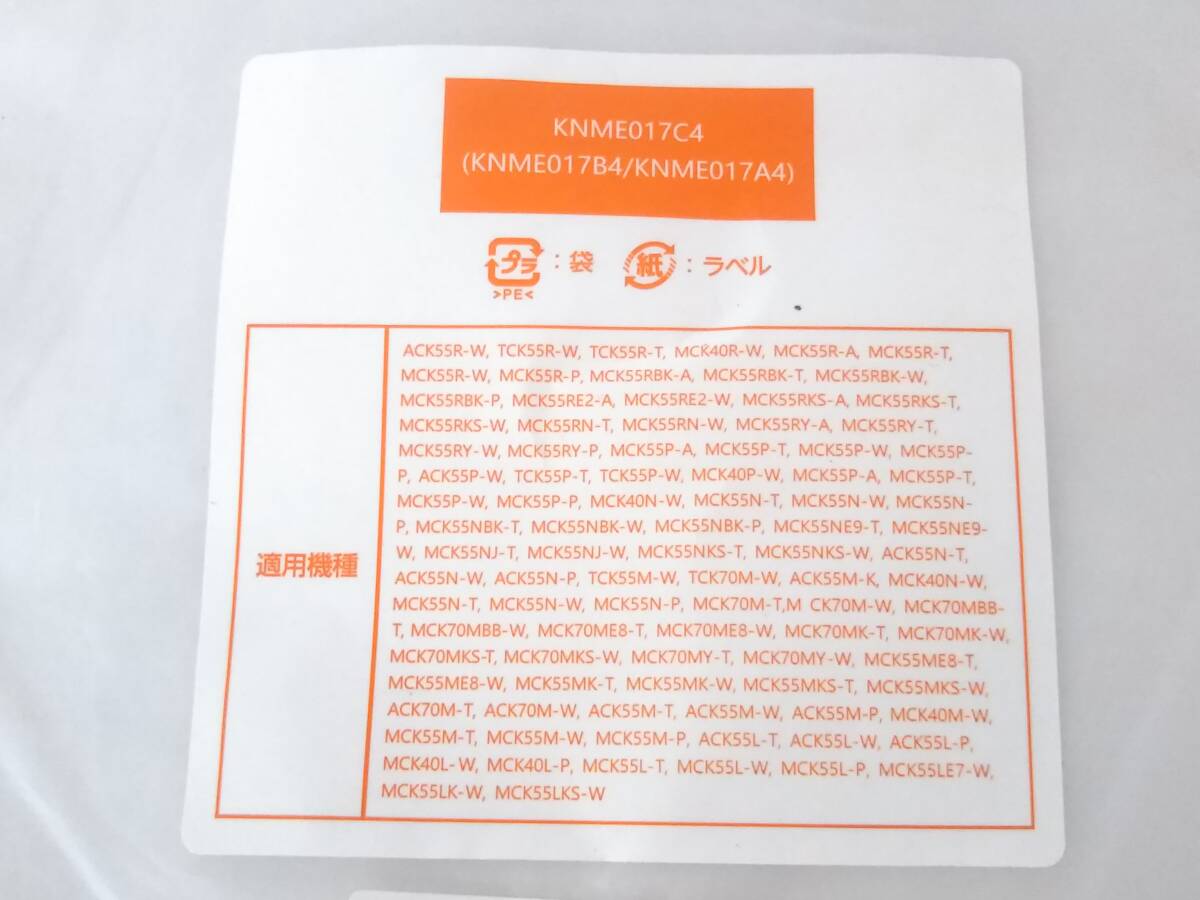 KNME017C4
(KNME017B4/KNME017A4)
プラ : 袋 紙 : ラベル
>PE<
適用機種
ACK55R-W, TCK55R-W, TCK55R-T, MCK40R-W, MCK55R-A, MCK55R-T,
MCK55R-W, MCK55R-P, MCK55RBK-A, MCK55RBK-T, MCK55RBK-W,
MCK55RBK-P, MCK55RE2-A, MCK55RE2-W, MCK55RKS-A, MCK55RKS-T,
MCK55RKS-W, MCK55RN-T, MCK55RN-W, MCK55RY-A, MCK55RY-T,
MCK55RY-W, MCK55RY-P, MCK55P-A, MCK55P-T, MCK55P-W, MCK55P-
P, ACK55P-W, TCK55P-T, TCK55P-W, MCK40P-W, MCK55P-A, MCK55P-T,
MCK55P-W, MCK55P-P, MCK40N-W, MCK55N-T, MCK55N-W, MCK55N-
P, MCK55NBK-T, MCK55NBK-W, MCK55NBK-P, MCK55NE9-T, MCK55NE9-
W, MCK55NJ-T, MCK55NJ-W, MCK55NKS-T, MCK55NKS-W, ACK55N-T,
ACK55N-W, ACK55N-P, TCK55M-W, TCK70M-W, ACK55M-K, MCK40N-W,
MCK55N-T, MCK55N-W, MCK55N-P, MCK70M-T,M CK70M-W, MCK70MBB-
T, MCK70MBB-W, MCK70ME8-T, MCK70ME8-W, MCK70MK-T, MCK70MK-W,
MCK70MKS-T, MCK70MKS-W, MCK70MY-T, MCK70MY-W, MCK55ME8-T,
MCK55ME8-W, MCK55MK-T, MCK55MK-W, MCK55MKS-T, MCK55MKS-W,
ACK70M-T, ACK70M-W, ACK55M-T, ACK55M-W, ACK55M-P, MCK40M-W,
MCK55M-T, MCK55M-W, MCK55M-P, ACK55L-T, ACK55L-W, ACK55L-P,
MCK40L-W, MCK40L-P, MCK55L-T, MCK55L-W, MCK55L-P, MCK55LE7-W,
MCK55LK-W, MCK55LKS-W